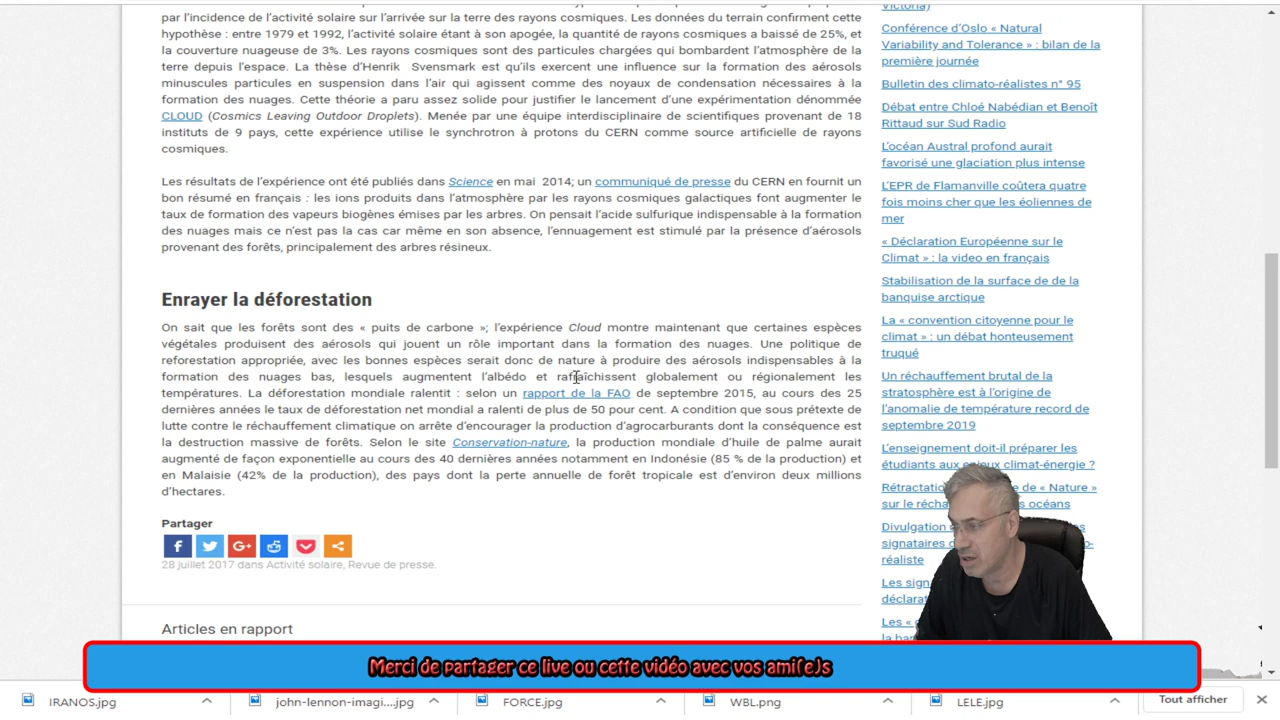 par l'incidence de l'activité solaire sur l'arrivée sur la terre des rayons cosmiques. Les données du terrain confirment cette
hypothèse : entre 1979 et 1992, l'activité solaire étant à son apogée, la quantité de rayons cosmiques a baissé de 25%, et
la couverture nuageuse de 3%. Les rayons cosmiques sont des particules chargées qui bombardent l'atmosphère de la
terre depuis l'espace. La thèse d'Henrik Svensmark est qu'ils exercent une influence sur la formation des aérosols
minuscules particules en suspension dans l'air qui agissent comme des noyaux de condensation nécessaires à la
formation des nuages. Cette théorie a paru assez solide pour justifier le lancement d'une expérimentation dénommée
CLOUD (Cosmics Leaving Outdoor Droplets). Menée par une équipe interdisciplinaire de scientifiques provenant de 18
instituts de 9 pays, cette expérience utilise le synchrotron à protons du CERN comme source artificielle de rayons
cosmiques.
Les résultats de l'expérience ont été publiés dans Science en mai 2014; un communiqué de presse du CERN en fournit un
bon résumé en français : les ions produits dans l'atmosphère par les rayons cosmiques galactiques font augmenter le
taux de formation des vapeurs biogènes émises par les arbres. On pensait l'acide sulfurique indispensable à la formation
des nuages mais ce n'est pas la cas car même en son absence, l'ennuagement est stimulé par la présence d'aérosols
provenant des forêts, principalement des arbres résineux.
Enrayer la déforestation
On sait que les forêts sont des « puits de carbone »; l'expérience Cloud montre maintenant que certaines espèces
végétales produisent des aérosols qui jouent un rôle important dans la formation des nuages. Une politique de
reforestation appropriée, avec les bonnes espèces serait donc de nature à produire des aérosols indispensables à la
formation des nuages bas, lesquels augmentent l'albédo et rafraîchissent globalement ou régionalement les
températures. La déforestation mondiale ralentit : selon un rapport de la FAO de septembre 2015, au cours des 25
dernières années le taux de déforestation net mondial a ralenti de plus de 50 pour cent. A condition que sous prétexte de
lutte contre le réchauffement climatique on arrête d'encourager la production d'agrocarburants dont la conséquence est
la destruction massive de forêts. Selon le site Conservation-nature, la production mondiale d'huile de palme aurait
augmenté de façon exponentielle au cours des 40 dernières années notamment en Indonésie (85 % de la production) et
en Malaisie (42% de la production), des pays dont la perte annuelle de forêt tropicale est d'environ deux millions
d'hectares.
Partager
28 juillet 2017 dans Activité solaire, Revue de presse.
Articles en rapport
Victoria)
Conférence d'Oslo « Natural
Variability and Tolerance » : bilan de la
première journée
Bulletin des climato-réalistes n° 95
Débat entre Chloé Nabédian et Benoît
Rittaud sur Sud Radio
L'océan Austral profond aurait
favorisé une glaciation plus intense
L'EPR de Flamanville coûtera quatre
fois moins cher que les éoliennes de
mer
« Déclaration Européenne sur le
Climat » : la video en français
Stabilisation de la surface de de la
banquise arctique
La « convention citoyenne pour le
climat » : un débat honteusement
truqué
Un réchauffement brutal de la
stratosphère est à l'origine de
l'anomalie de température record de
septembre 2019
L'enseignement doit-il préparer les
étudiants aux enjeux climat-énergie ?
de « Nature »
sur le océans
Divulgation
signataires
réaliste
Les
Merci de partager ce live ou cette vidéo avec vos ami(e)s
IRANOS.jpg
john-lennon-imagi....jpg
FORCE.jpg
WBL.png
LELE.jpg
Tout afficher